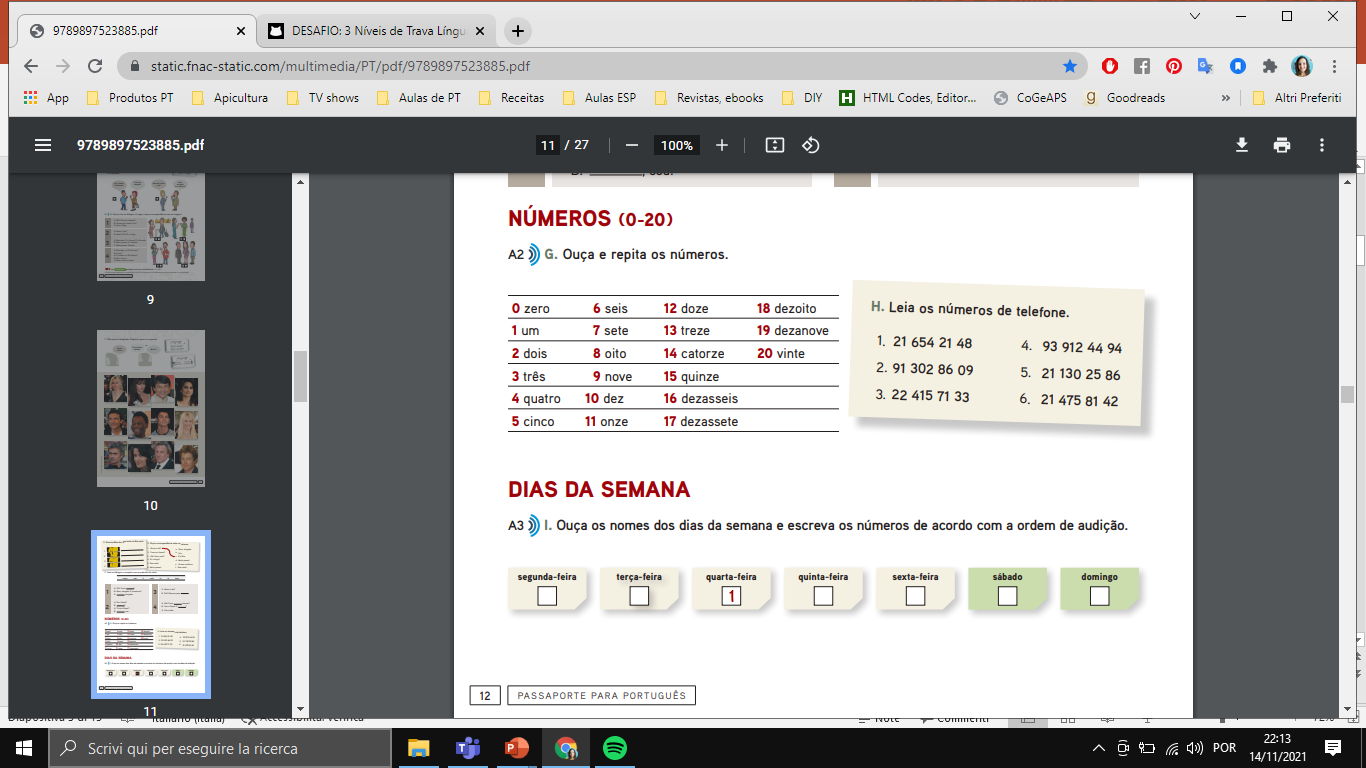 9789897523885.pdf
DESAFIO: 3 Níveis de Trava Língu
static.fnac-static.com/multimedia/PT/pdf/9789897523885.pdf
App Produtos PT Apicultura TV shows Aulas de PT Receitas Aulas ESP Revistas, ebooks DIY HTML Codes, Editor... CoGeAPS Goodreads » Altri Preferiti
9789897523885.pdf 11 / 27 100%
9
10
11
NÚMEROS (0-20)
A2 G. Ouça e repita os números.
0 zero 6 seis 12 doze 18 dezoito
1 um 7 sete 13 treze 19 dezanove
2 dois 8 oito 14 catorze 20 vinte
3 três 9 nove 15 quinze
4 quatro 10 dez 16 dezasseis
5 cinco 11 onze 17 dezassete
H. Leia os números de telefone.
1. 21 654 21 48
2. 91 302 86 09
3. 22 415 71 33
4. 93 912 44 94
5. 21 130 25 86
6. 21 475 81 42
DIAS DA SEMANA
A3 I. Ouça os nomes dos dias da semana e escreva os números de acordo com a ordem de audição.
segunda-feira terça-feira quarta-feira quinta-feira sexta-feira sábado domingo
1
12 PASSAPORTE PARA PORTUGUÊS
Scrivi qui per eseguire la ricerca
POR
22:13
14/11/2021